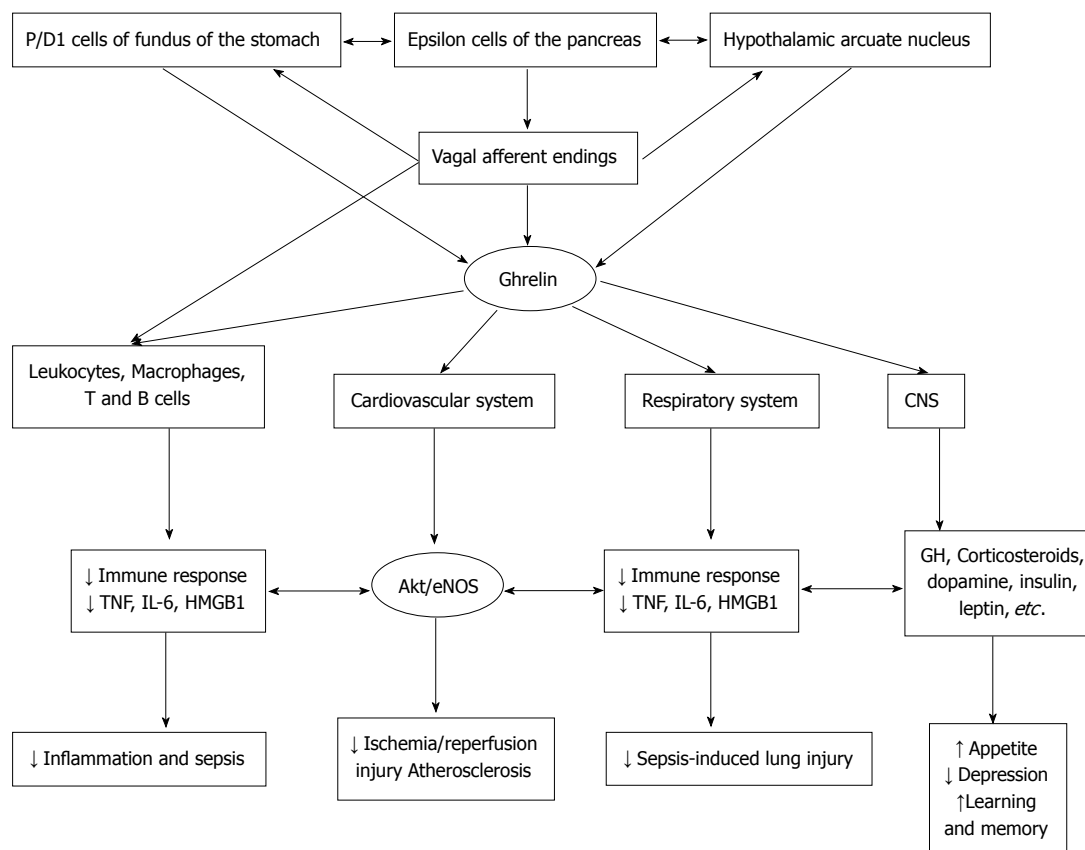 P/D1 cells of fundus of the stomach
Epsilon cells of the pancreas
Hypothalamic arcuate nucleus
Vagal afferent endings
Ghrelin
Leukocytes, Macrophages,
T and B cells
Cardiovascular system
Respiratory system
CNS
↓ Immune response
↓ TNF, IL-6, HMGB1
Akt/eNOS
↓ Immune response
↓ TNF, IL-6, HMGB1
GH, Corticosteroids,
dopamine, insulin,
leptin, etc.
↓ Inflammation and sepsis
↓ Ischemia/reperfusion
injury Atherosclerosis
↓ Sepsis-induced lung injury
↑ Appetite
↓ Depression
↑Learning
and memory